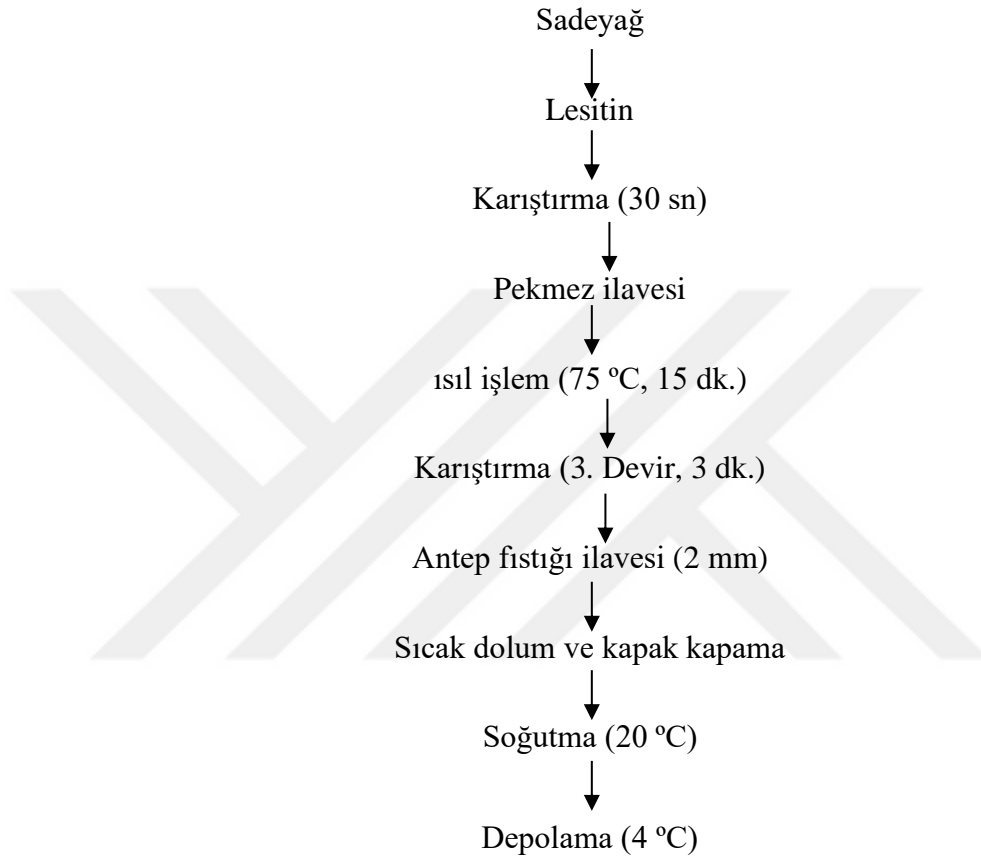 Sadeyağ
Lesitin
Karıştırma (30 sn)
Pekmez ilavesi
ısıl işlem (75 ºC, 15 dk.)
Karıştırma (3. Devir, 3 dk.)
Antep fıstığı ilavesi (2 mm)
Sıcak dolum ve kapak kapama
Soğutma (20 ºC)
Depolama (4 ºC)